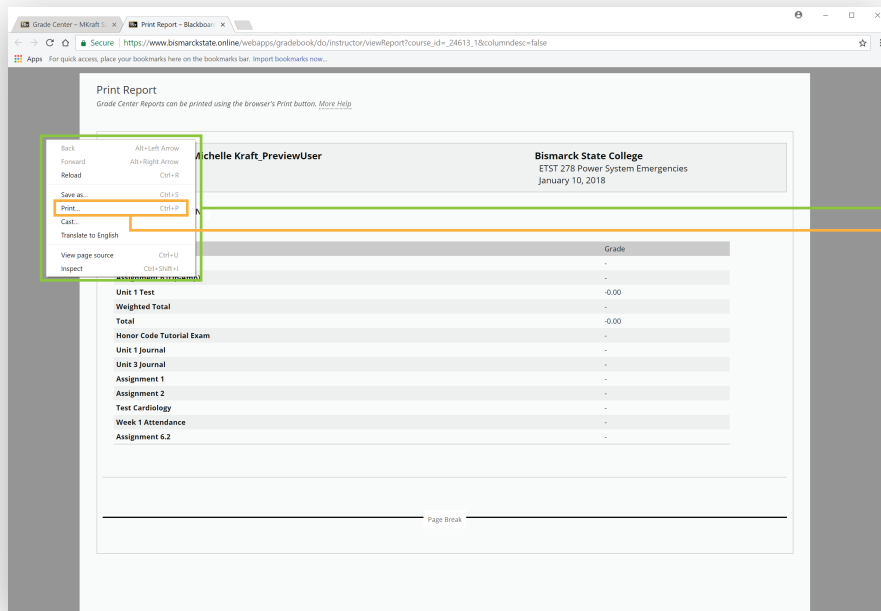 Grade Center – MKraft S
Print Report – Blackboar
Secure | https://www.bismarckstate.online/webapps/gradebook/do/instructor/viewReport?course_id=_24613_1&columndesc=false
Apps For quick access, place your bookmarks here on the bookmarks bar. Import bookmarks now...
Print Report
Grade Center Reports can be printed using the browser's Print button. More Help
Back Alt+Left Arrow
Forward Alt+Right Arrow
Reload Ctrl+R
Save as... Ctrl+S
Print... Ctrl+P
Cast...
Translate to English
View page source Ctrl+U
Inspect Ctrl+Shift+I
Michelle Kraft_PreviewUser
Bismarck State College
ETST 278 Power System Emergencies
January 10, 2018
N
Grade
-
-
Unit 1 Test -0.00
Weighted Total -
Total -0.00
Honor Code Tutorial Exam -
Unit 1 Journal -
Unit 3 Journal -
Assignment 1 -
Assignment 2 -
Test Cardiology -
Week 1 Attendance -
Assignment 6.2 -
Page Break